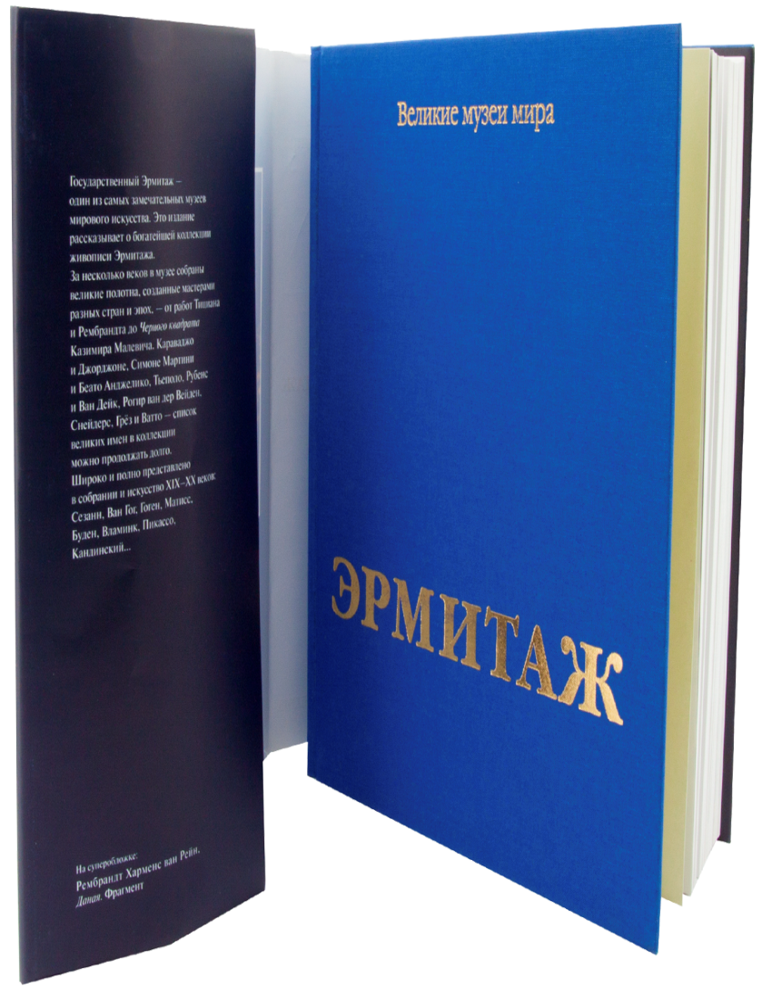 Государственный Эрмитаж –
один из самых замечательных музеев
мирового искусства. Это издание
рассказывает о богатейшей коллекции
живописи Эрмитажа.
За несколько веков в музее собраны
великие полотна, созданные мастерами
разных стран и эпох, — от работ Тициана
и Рембрандта до Черного квадрата
Казимира Малевича. Караваджо
и Джорджоне, Симоне Мартини
и Беато Анджелико, Тьеполо, Рубенс
и Ван Дейк, Рогир ван дер Вейден,
Снейдерс, Грёз и Ватто — список
великих имен в коллекции
можно продолжать долго.
Широко и полно представлено
в собрании и искусство XIX–XX веков:
Сезанн, Ван Гог, Гоген, Матисс,
Буден, Вламинк, Пикассо,
Кандинский...
На суперобложке:
Рембрандт Харменс ван Рейн.
Даная. Фрагмент
Великие музеи мира
ЭРМИТАЖ